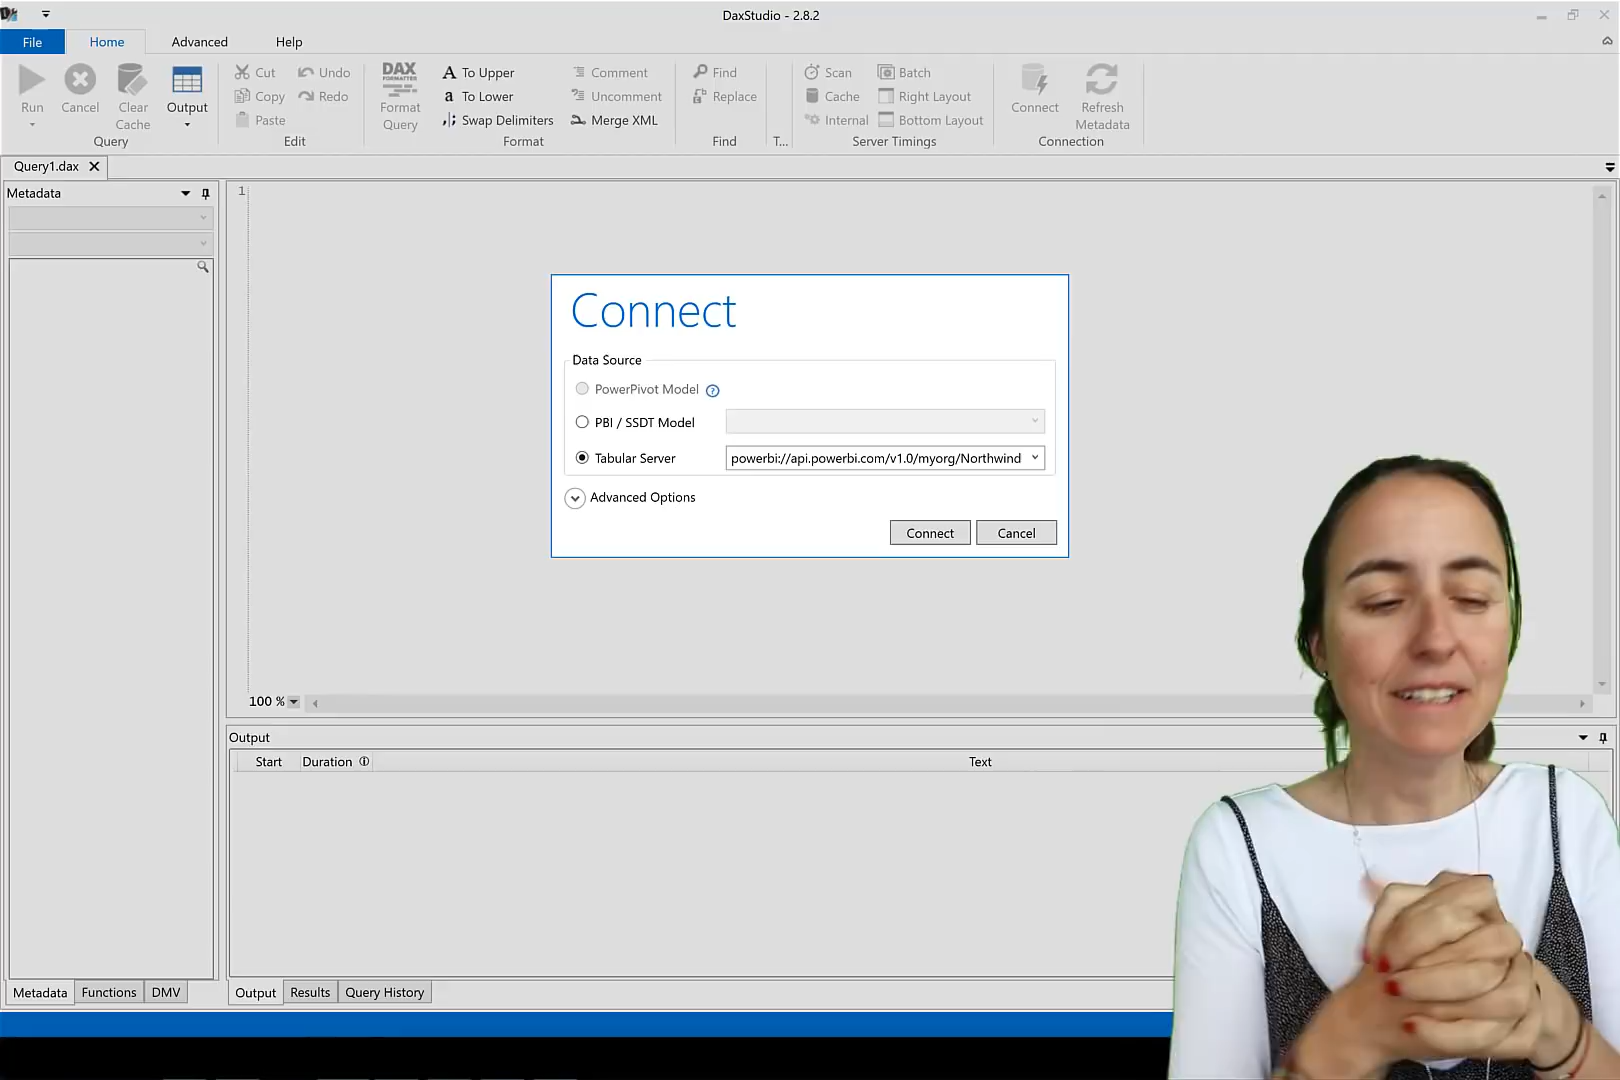 DaxStudio - 2.8.2
File
Home
Advanced
Help
Run
Cancel
Clear
Cache
Output
Query
Cut
Copy
Paste
Undo
Redo
Edit
DAX
FORMATTER
Format
Query
A To Upper
a To Lower
Swap Delimiters
Comment
Uncomment
Merge XML
Format
Find
Replace
Find
T...
Scan
Cache
Internal
Batch
Right Layout
Bottom Layout
Server Timings
Connect
Refresh
Metadata
Connection
Query1.dax
Metadata
1
Connect
Data Source
PowerPivot Model ?
PBI / SSDT Model
Tabular Server
powerbi://api.powerbi.com/v1.0/myorg/Northwind
Advanced Options
Connect
Cancel
100 %
Output
Start
Duration
Text
Metadata
Functions
DMV
Output
Results
Query History